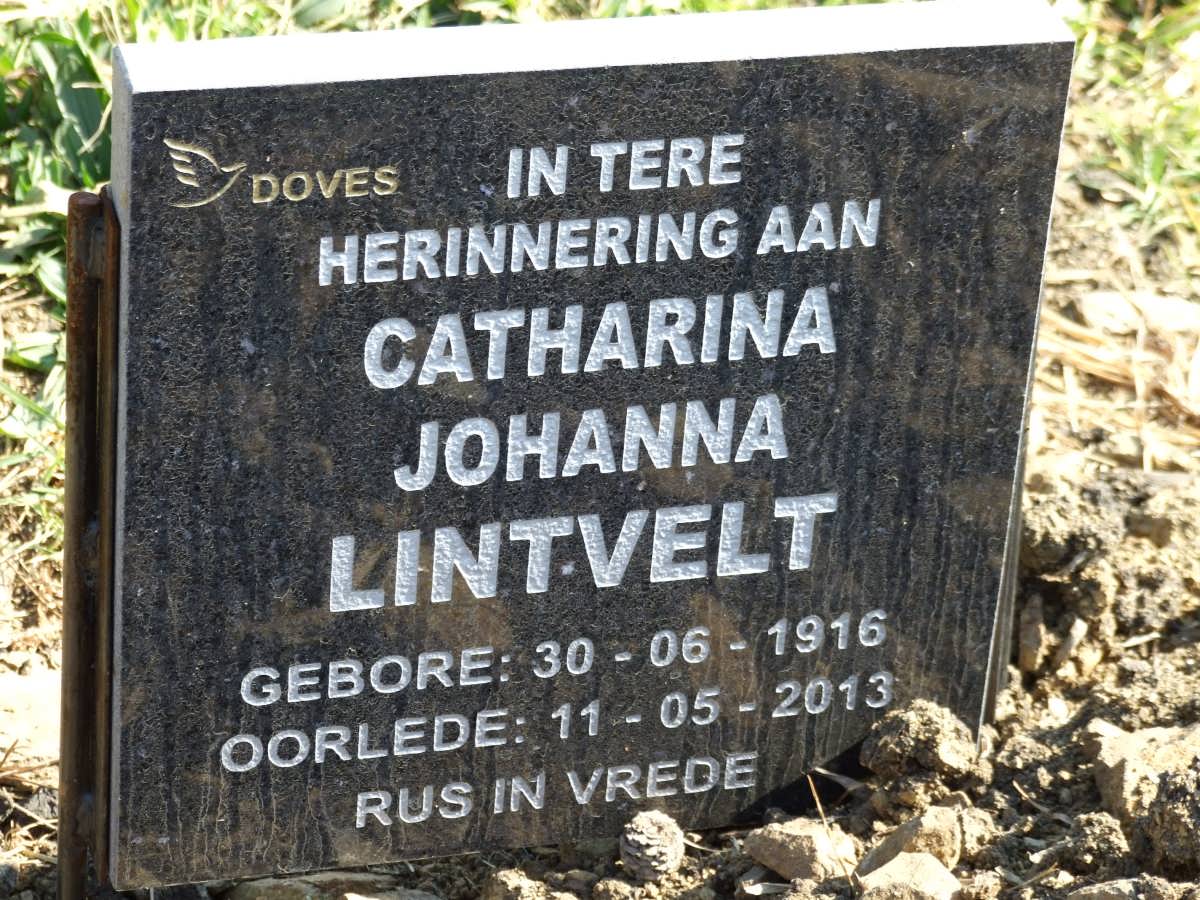 DOVES
IN TERE
HERINNERING AAN
CATHARINA
JOHANNA
LINTVELT
GEBORE: 30 - 06 - 1916
OORLEDE: 11 - 05 - 2013
RUS IN VREDE